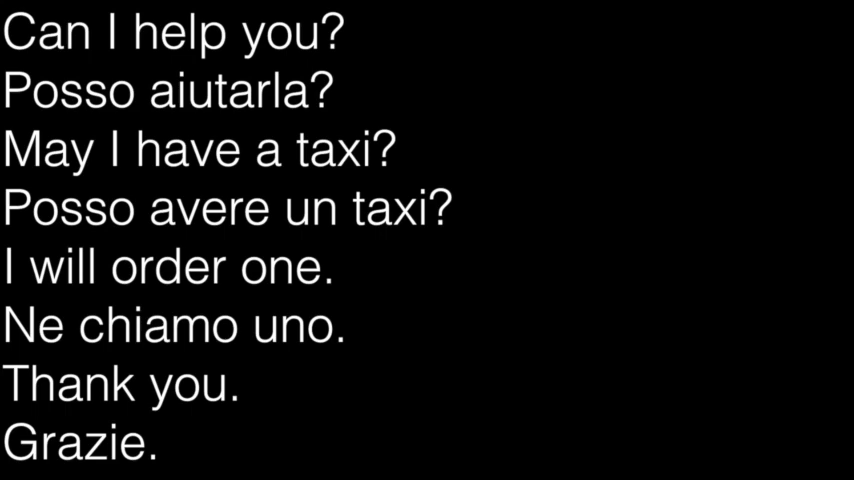 Can I help you?
Posso aiutarla?
May I have a taxi?
Posso avere un taxi?
I will order one.
Ne chiamo uno.
Thank you.
Grazie.